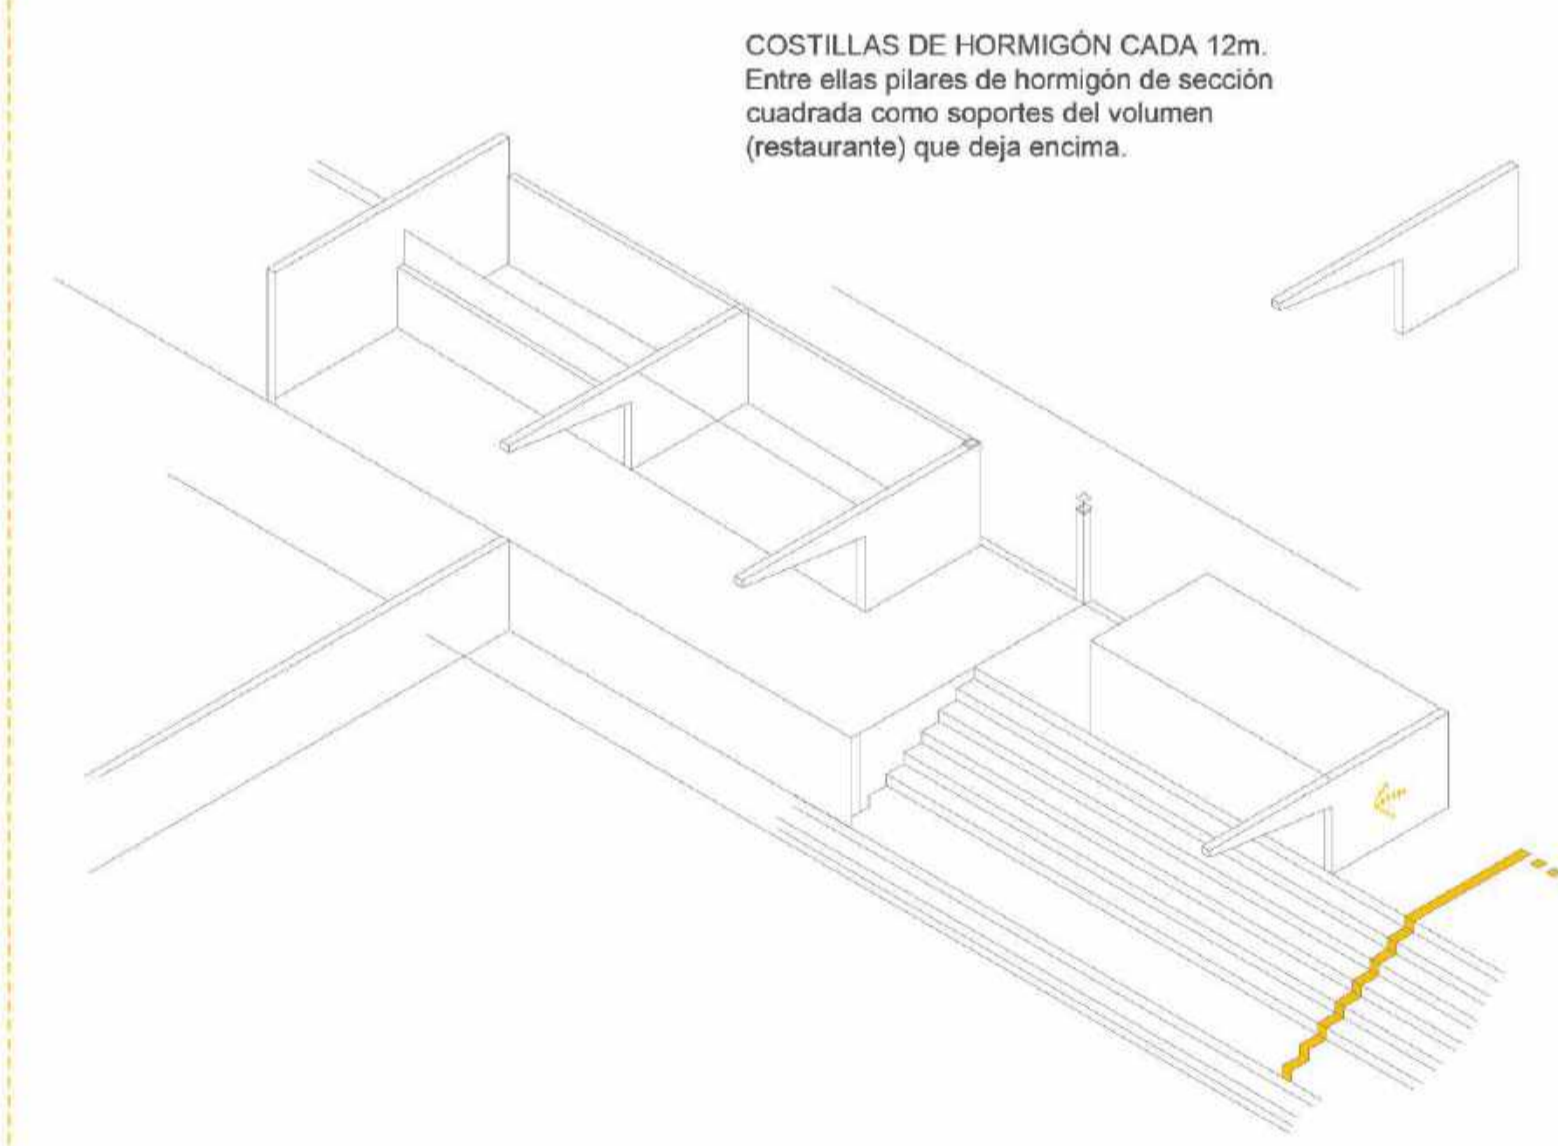 COSTILLAS DE HORMIGÓN CADA 12m.
Entre ellas pilares de hormigón de sección
cuadrada como soportes del volumen
(restaurante) que deja encima.